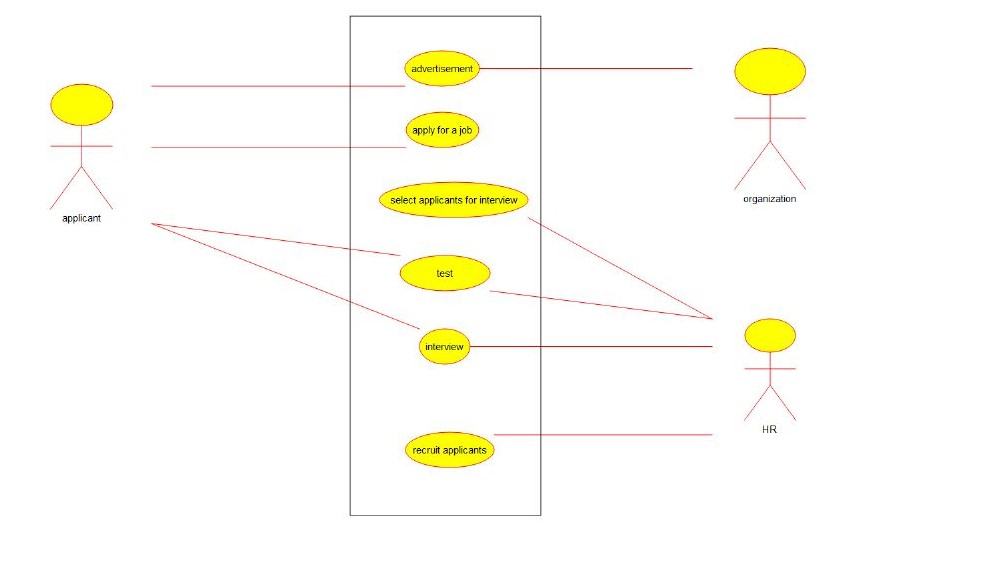 advertisement
apply for a job
select applicants for interview
test
interview
recruit applicants
applicant
organization
HR